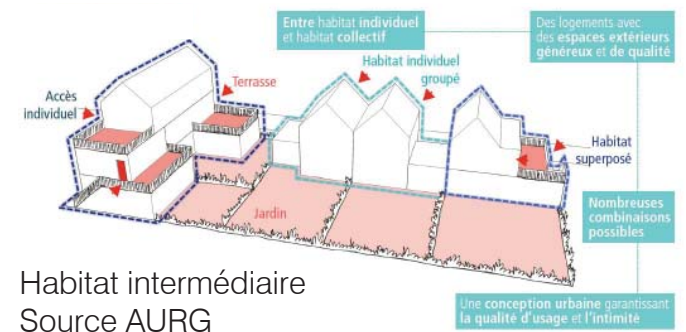 Entre habitat individuel
et habitat collectif
Des logements avec
des espaces extérieurs
généreux et de qualité
Habitat individuel
groupé
Terrasse
Accès
individuel
Habitat
superposé
Jardin
Nombreuses
combinaisons
possibles
Une conception urbaine garantissant
la qualité d'usage et l'intimité
Habitat intermédiaire
Source AURG